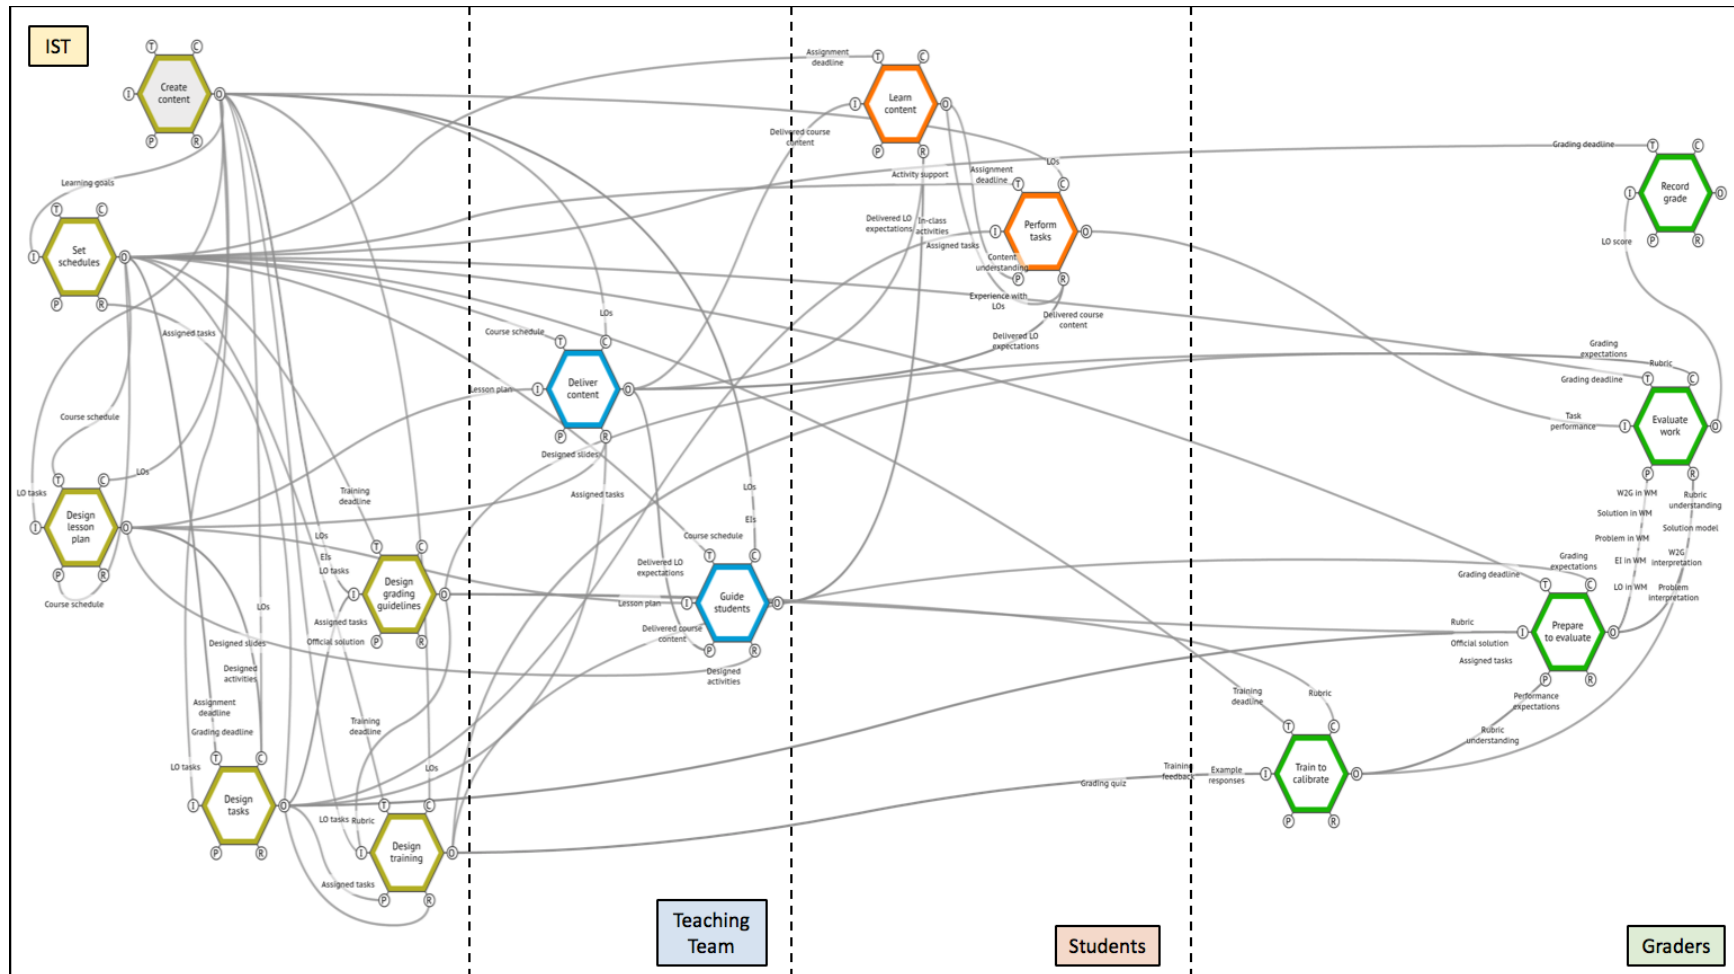 IST
T
C
Create
content
I
O
P
R
Learning goals
T
C
Set
schedules
I
O
P
R
Assigned tasks
Course schedule
LOs
LO tasks
T
C
Design
lesson
plan
I
O
P
R
Course schedule
Training
deadline
LOs
EIs
LO tasks
T
C
Design
grading
guidelines
I
O
P
R
Assigned tasks
Official solution
LOs
Designed slides
Designed
activities
Assignment
deadline
Grading deadline
LO tasks
T
C
Design
tasks
I
O
P
R
Training
deadline
LOs
LO tasks
Rubric
T
C
Design
training
I
O
P
R
Assigned tasks
Course schedule
LOs
Lesson plan
T
C
Deliver
content
I
O
P
R
Designed slides
Assigned tasks
LOs
EIs
Course schedule
Delivered LO
expectations
Lesson plan
Delivered course
content
T
C
Guide
students
I
O
P
R
Designed
activities
Teaching
Team
Assignment
deadline
Delivered course
content
T
C
Learn
content
I
O
P
R
Activity support
Assignment
deadline
LOs
Delivered LO
expectations
In-class
activities
Assigned tasks
T
C
Perform
tasks
I
O
P
R
Content
understanding
Experience with
LOs
Delivered course
content
Delivered LO
expectations
Grading quiz
Training
feedback
Students
Grading deadline
T
C
Record
grade
I
O
P
R
LO score
Grading
expectations
Rubric
Grading deadline
Task
performance
T
C
Evaluate
work
I
O
P
R
W2G in WM
Solution in WM
Problem in WM
EI in WM
LO in WM
Rubric
understanding
Solution model
W2G
interpretation
Problem
interpretation
Grading
expectations
Grading deadline
Rubric
Official solution
Assigned tasks
T
C
Prepare
to evaluate
I
O
P
R
Performance
expectations
Rubric
understanding
Training
deadline
Rubric
Example
responses
T
C
Train to
calibrate
I
O
P
R
Graders